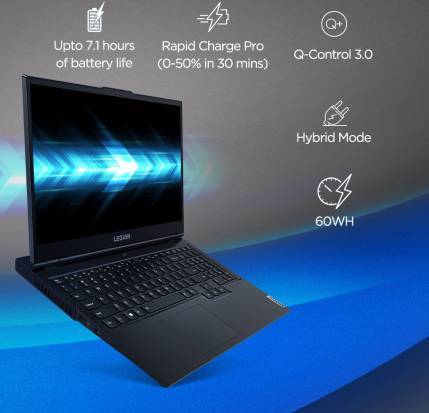 Upto 7.1 hours
of battery life
Rapid Charge Pro
(0-50% in 30 mins)
Q+
Q-Control 3.0
Hybrid Mode
60WH
LEGION